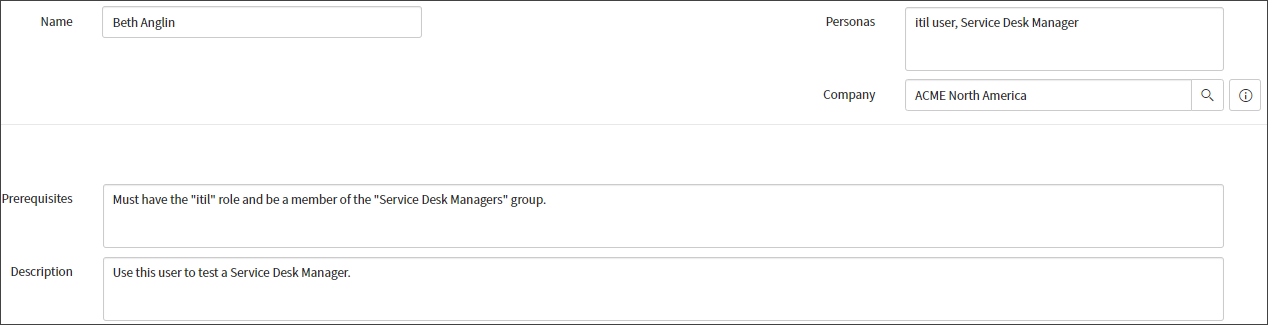 Name
Beth Anglin
Personas
itil user, Service Desk Manager
Company
ACME North America
Prerequisites
Must have the "itil" role and be a member of the "Service Desk Managers" group.
Description
Use this user to test a Service Desk Manager.